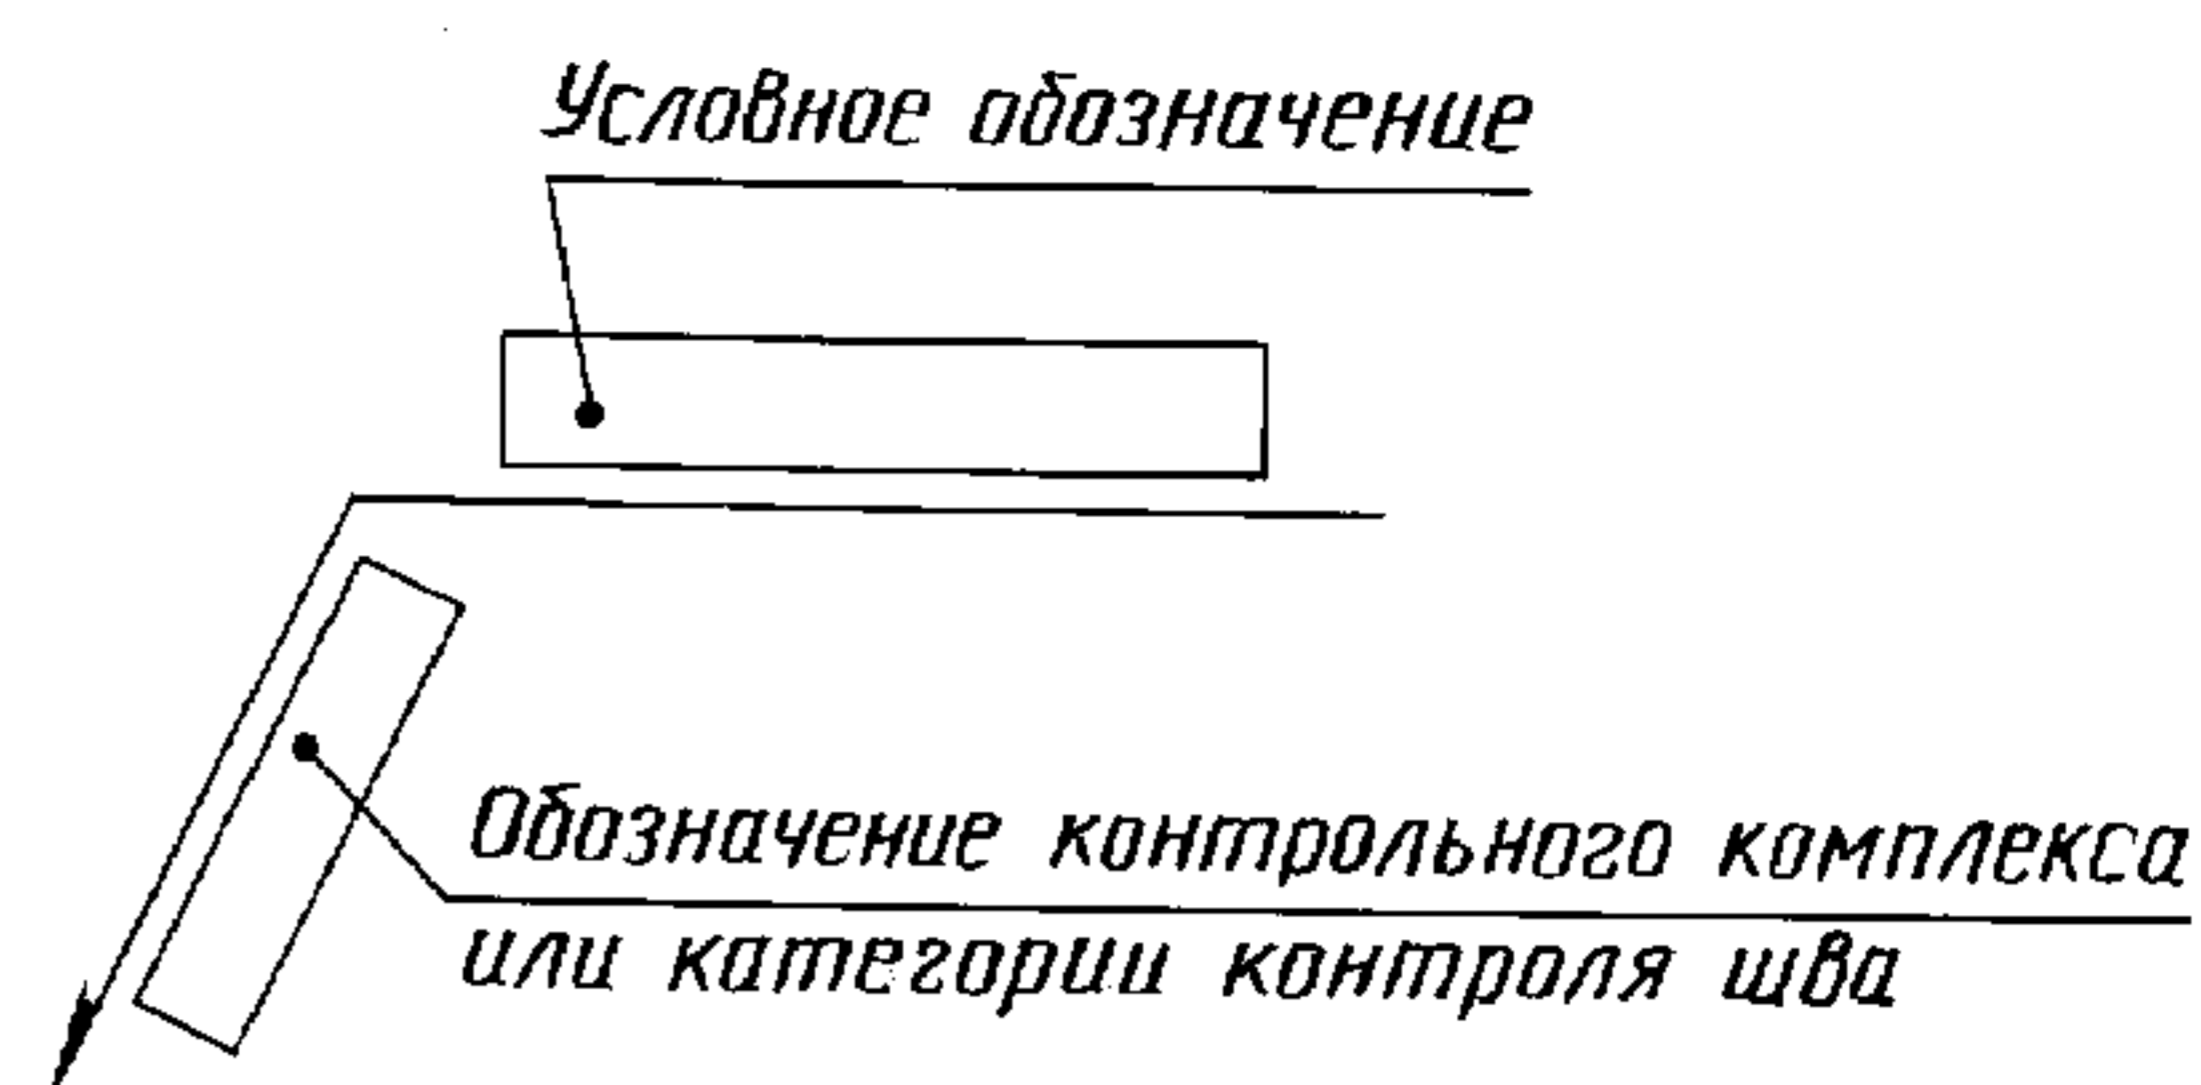 Условное обозначение
Обозначение контрольного комплекса
или категории контроля шва